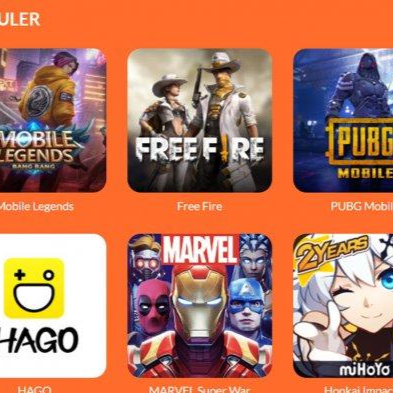 ULER
MOBILE
LEGENDS
BANG BANG
FREE FIRE
PUBG
MOBILE
Mobile Legends
Free Fire
PUBG Mobil
HAGO
MARVEL
2 YEARS
miHoYo
HAGO
MARVEL Super War
Honkai Impac